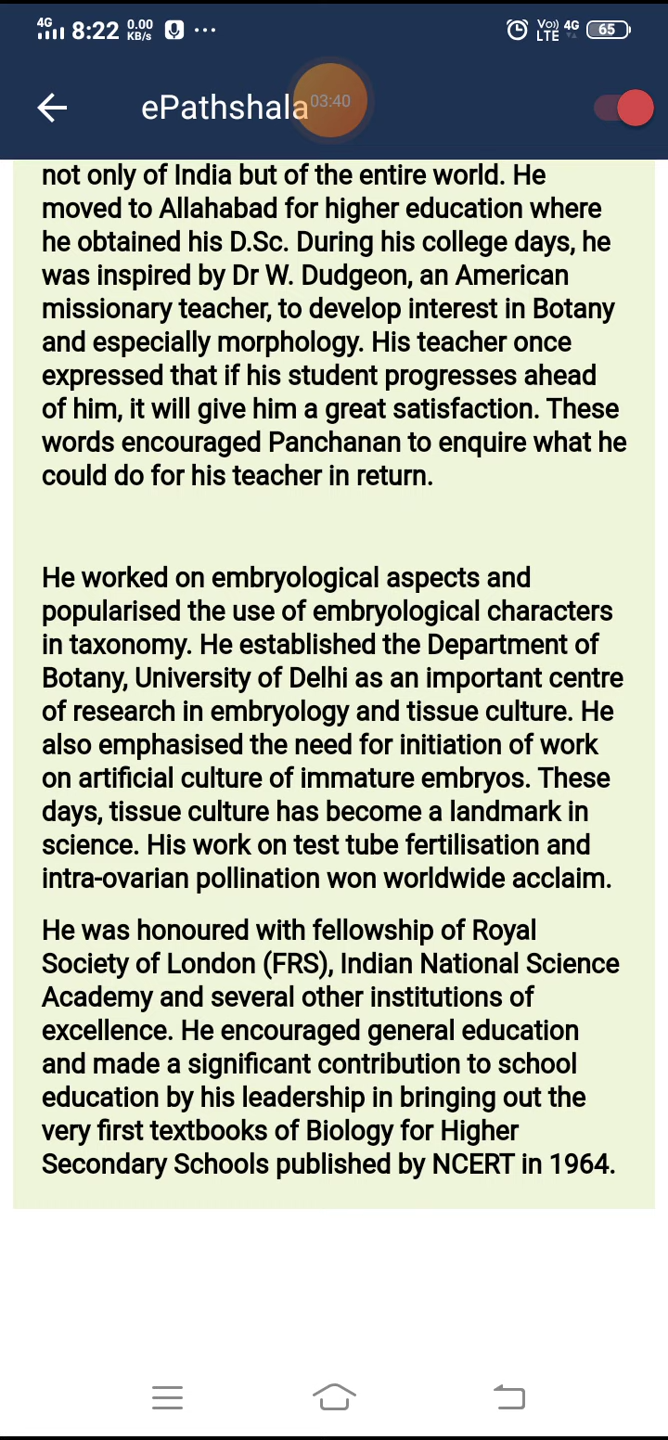 4G 8:22 0.00 KB/s ... Vo)) LTE 4G 65
ePathshala 03:40
not only of India but of the entire world. He
moved to Allahabad for higher education where
he obtained his D.Sc. During his college days, he
was inspired by Dr W. Dudgeon, an American
missionary teacher, to develop interest in Botany
and especially morphology. His teacher once
expressed that if his student progresses ahead
of him, it will give him a great satisfaction. These
words encouraged Panchanan to enquire what he
could do for his teacher in return.
He worked on embryological aspects and
popularised the use of embryological characters
in taxonomy. He established the Department of
Botany, University of Delhi as an important centre
of research in embryology and tissue culture. He
also emphasised the need for initiation of work
on artificial culture of immature embryos. These
days, tissue culture has become a landmark in
science. His work on test tube fertilisation and
intra-ovarian pollination won worldwide acclaim.
He was honoured with fellowship of Royal
Society of London (FRS), Indian National Science
Academy and several other institutions of
excellence. He encouraged general education
and made a significant contribution to school
education by his leadership in bringing out the
very first textbooks of Biology for Higher
Secondary Schools published by NCERT in 1964.